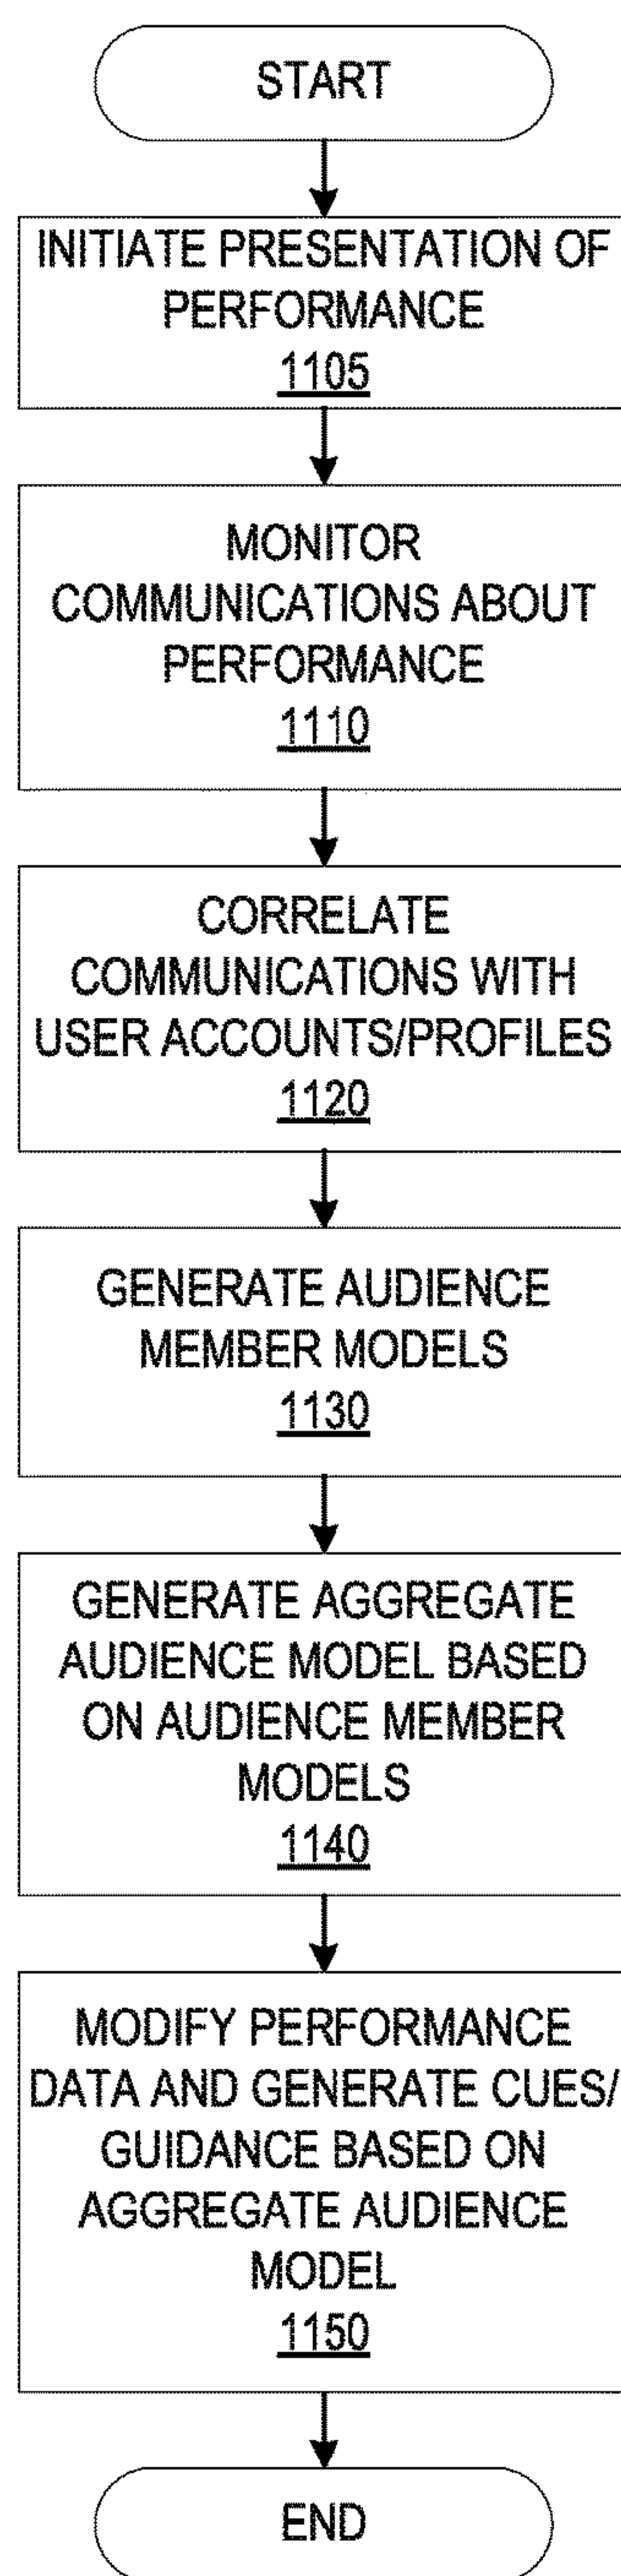 START
INITIATE PRESENTATION OF
PERFORMANCE
1105
MONITOR
COMMUNICATIONS ABOUT
PERFORMANCE
1110
CORRELATE
COMMUNICATIONS WITH
USER ACCOUNTS/PROFILES
1120
GENERATE AUDIENCE
MEMBER MODELS
1130
GENERATE AGGREGATE
AUDIENCE MODEL BASED
ON AUDIENCE MEMBER
MODELS
1140
MODIFY PERFORMANCE
DATA AND GENERATE CUES/
GUIDANCE BASED ON
AGGREGATE AUDIENCE
MODEL
1150
END